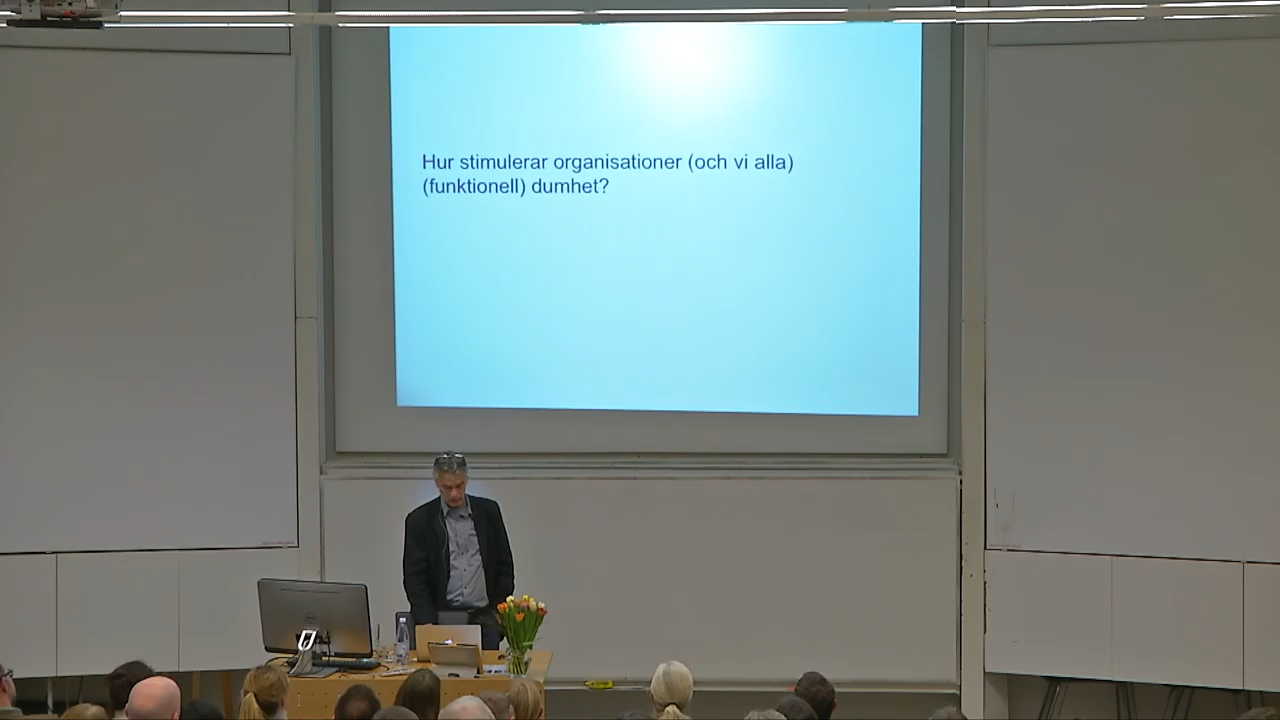 Hur stimulerar organisationer (och vi alla)
(funktionell) dumhet?